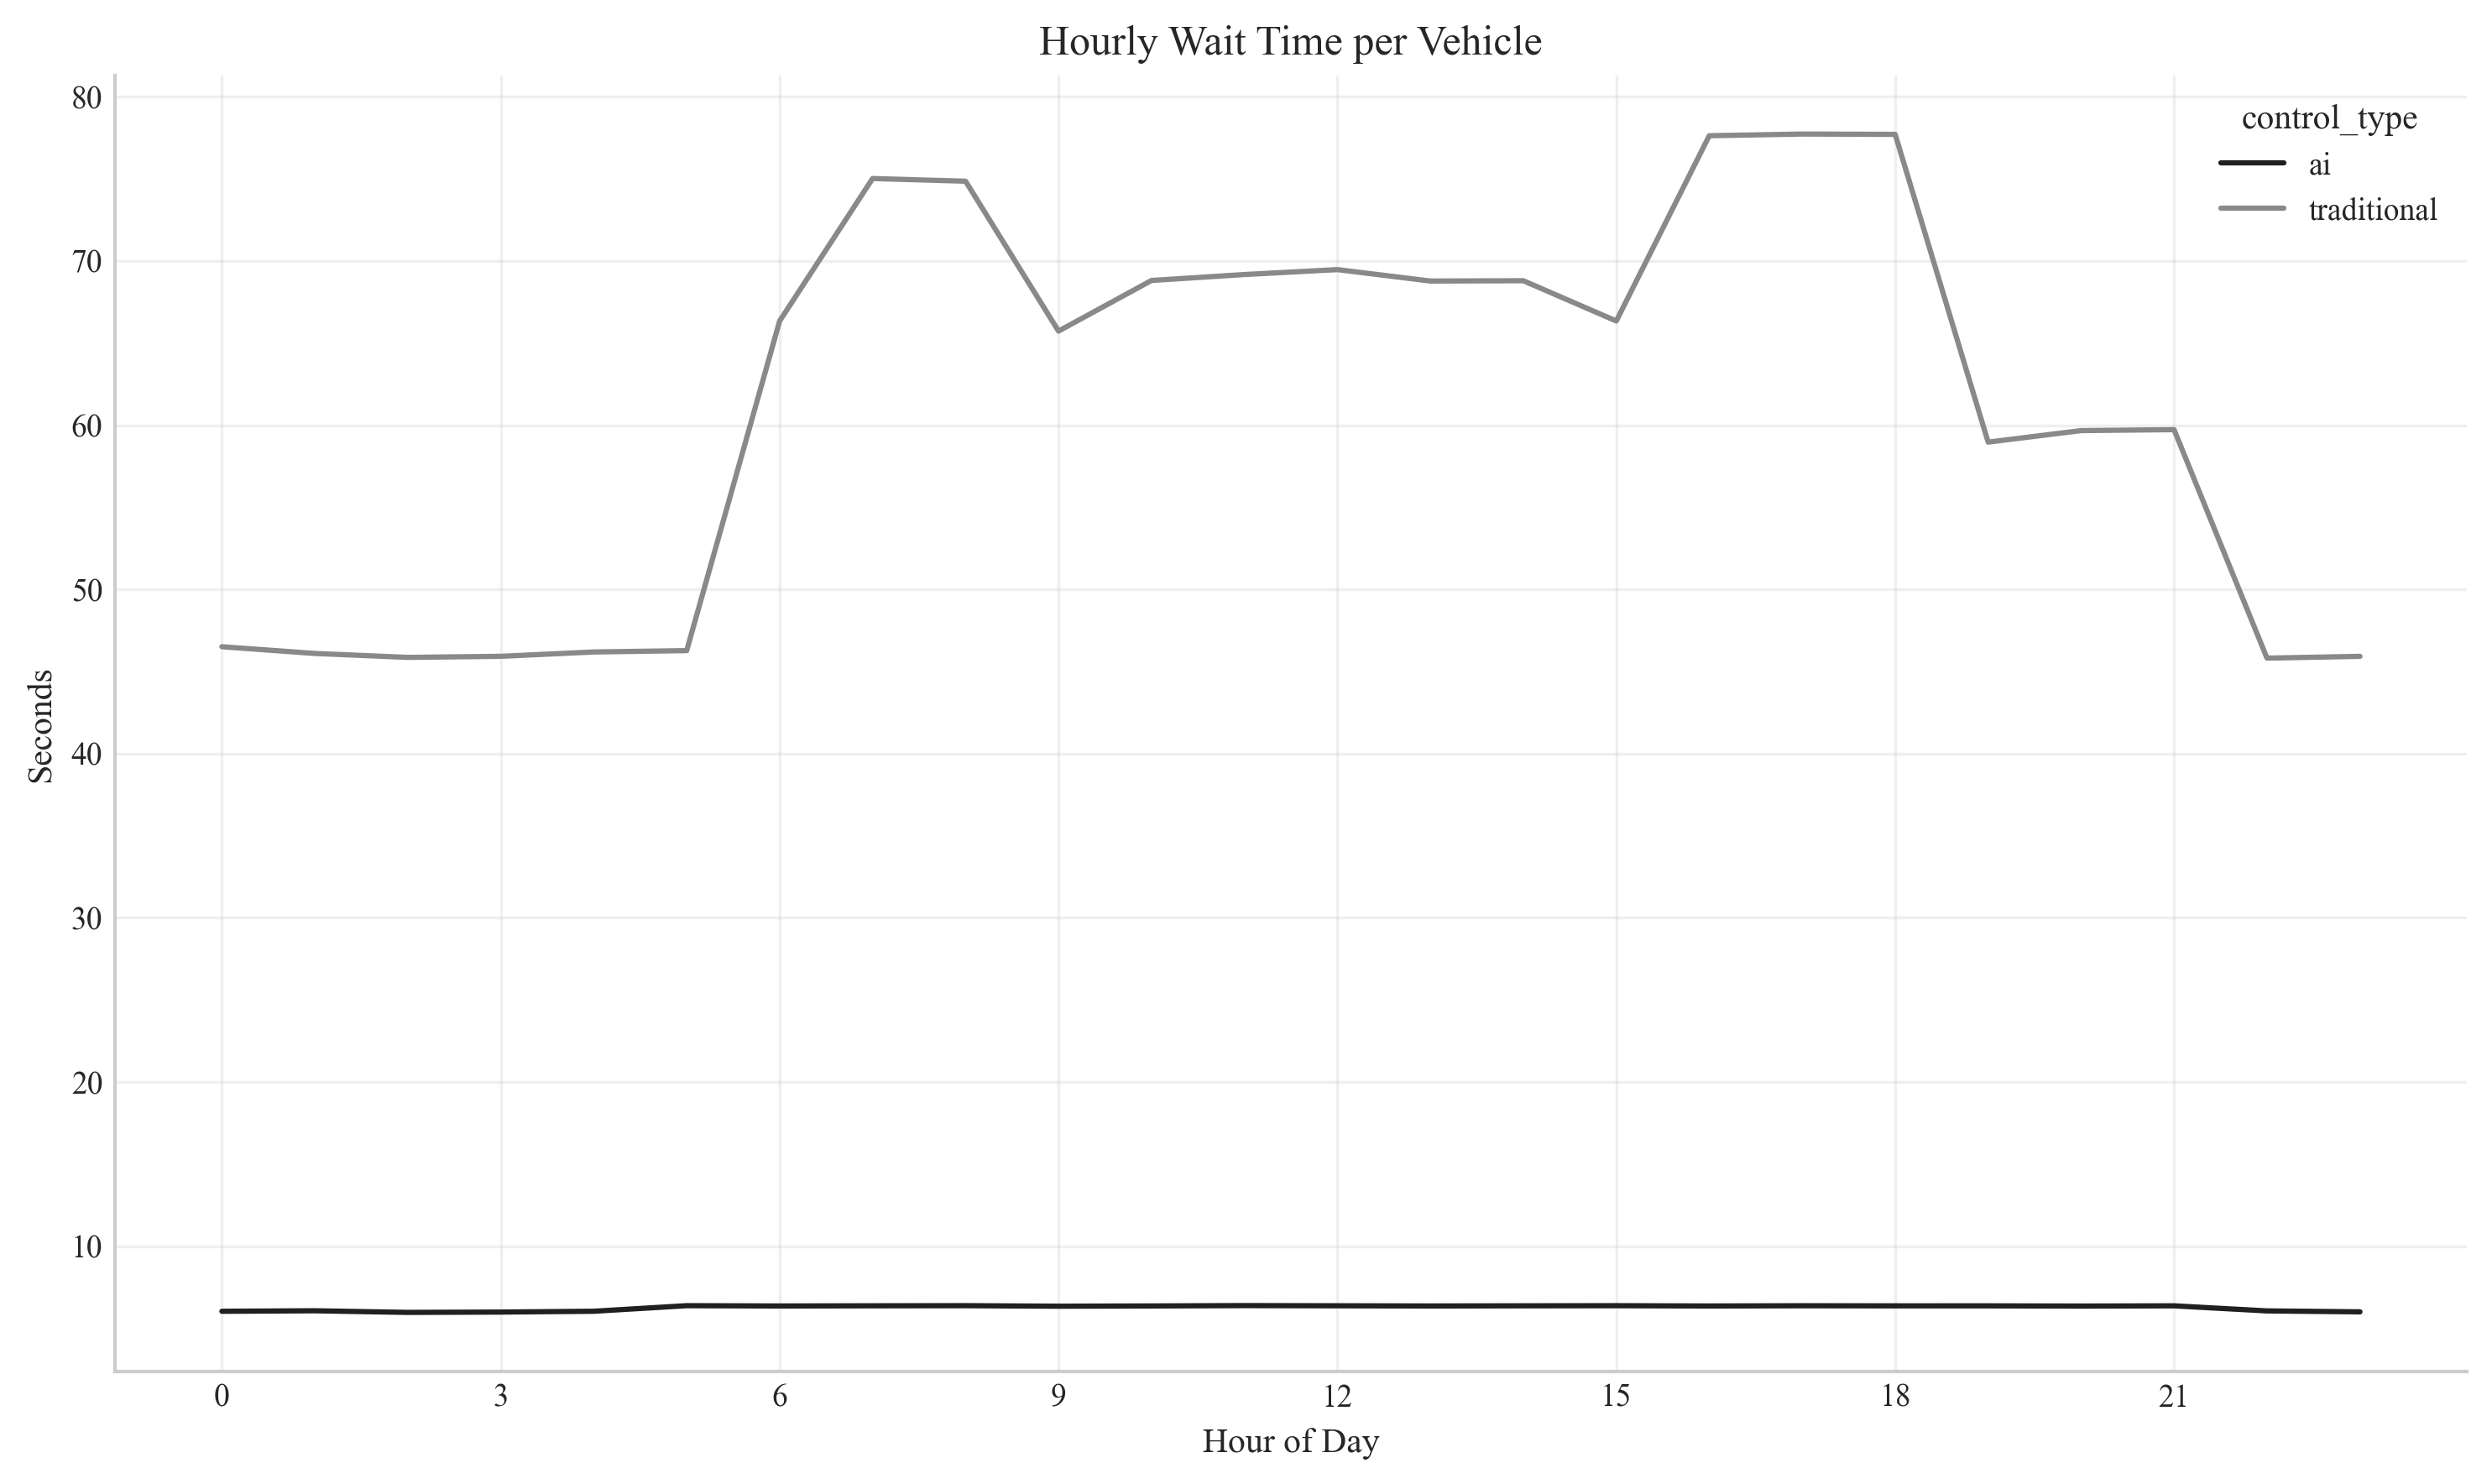 Hourly Wait Time per Vehicle
control_type
ai
traditional
80
70
60
50
40
30
20
10
Seconds
0 3 6 9 12 15 18 21
Hour of Day